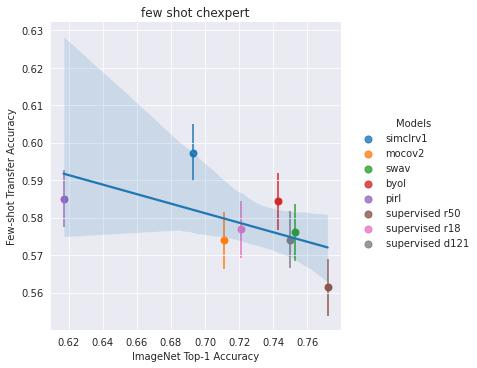 few shot chexpert
0.63
0.62
0.61
0.60
0.59
0.58
0.57
0.56
Few-shot Transfer Accuracy
0.62 0.64 0.66 0.68 0.70 0.72 0.74 0.76
ImageNet Top-1 Accuracy
Models
simclrv1
mocov2
swav
byol
pirl
supervised r50
supervised r18
supervised d121